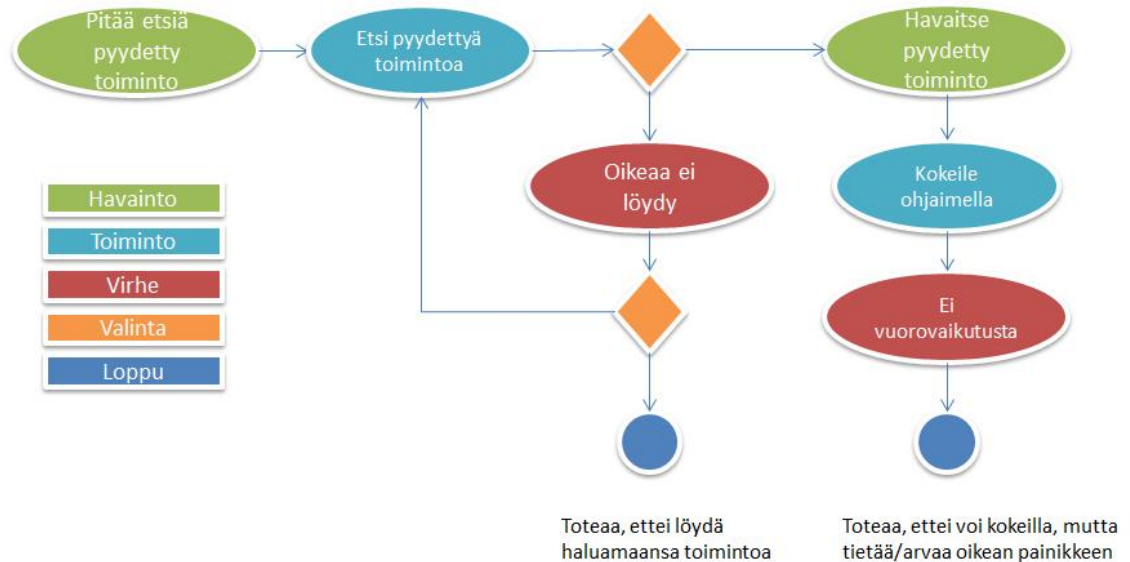 Pitää etsiä
pyydetty
toiminto
Etsi pyydettyä
toimintoa
Havaitse
pyydetty
toiminto
Oikeaa ei
löydy
Kokeile
ohjaimella
Ei
vuorovaikutusta
Havainto
Toiminto
Virhe
Valinta
Loppu
Toteaa, ettei löydä
haluamaansa toimintoa
Toteaa, ettei voi kokeilla, mutta
tietää/arvaa oikean painikkeen